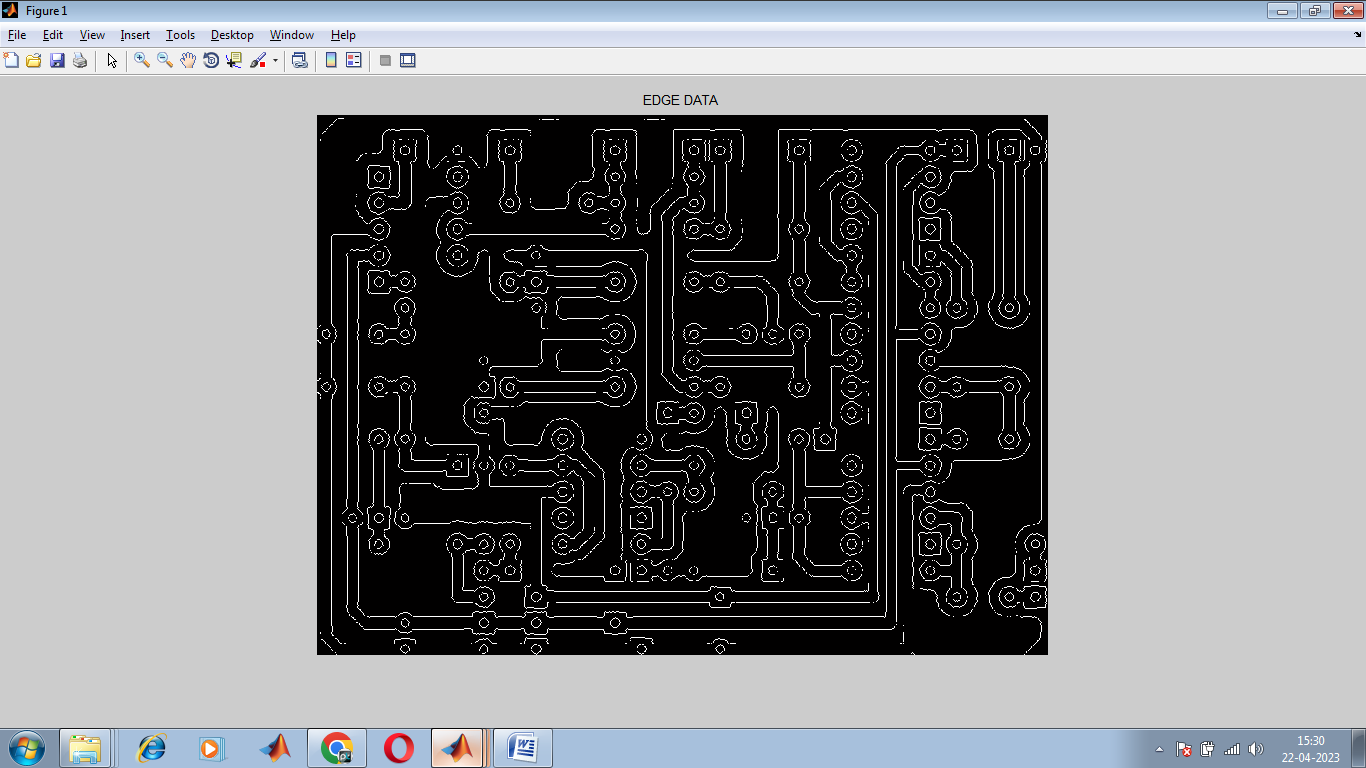 Figure 1
File Edit View Insert Tools Desktop Window Help
EDGE DATA
15:30
22-04-2023